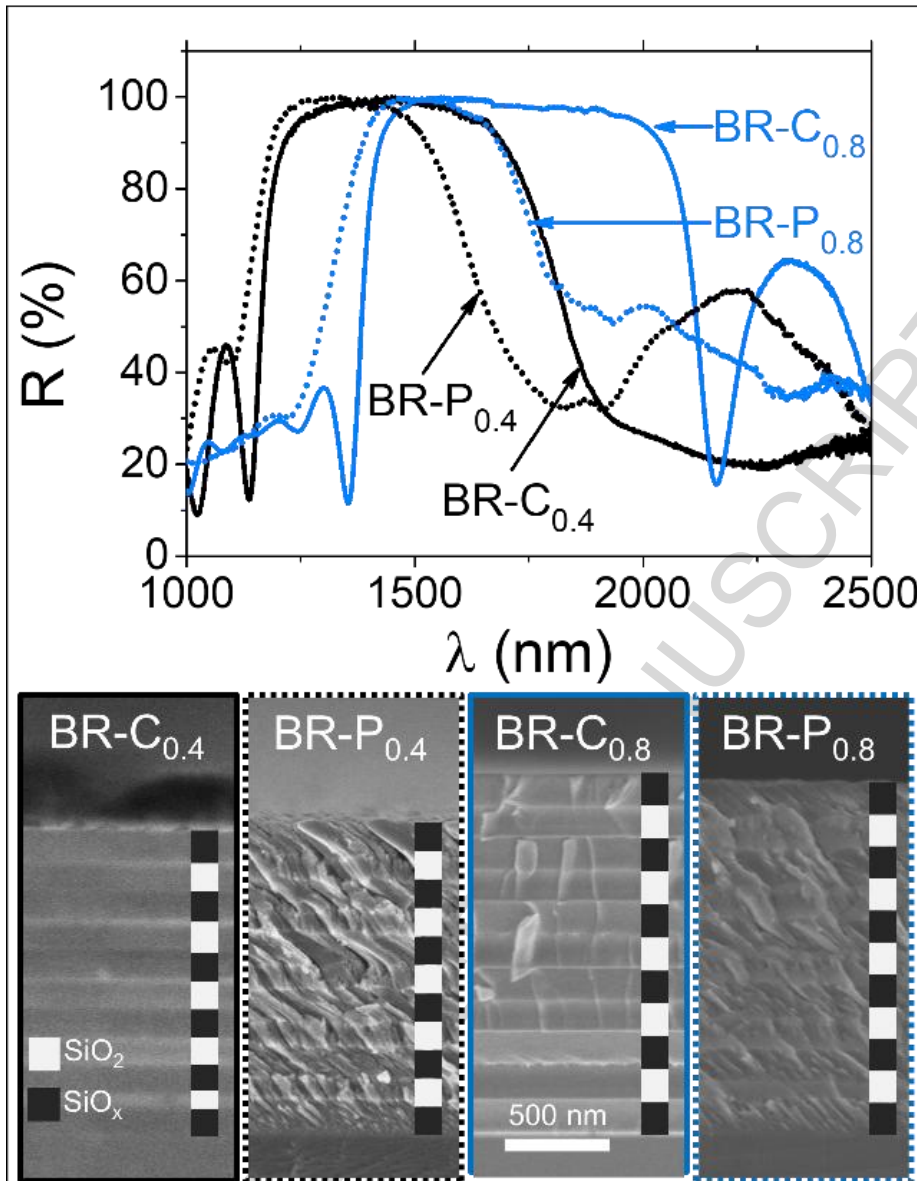 100
80
60
40
20
0
R (%)
BR-C₀.₈
BR-P₀.₈
BR-P₀.₄
BR-C₀.₄
1000 1500 2000 2500
λ (nm)
USCRIPT
BR-C₀.₄ BR-P₀.₄ BR-C₀.₈ BR-P₀.₈
SiO₂
SiOₓ
500 nm